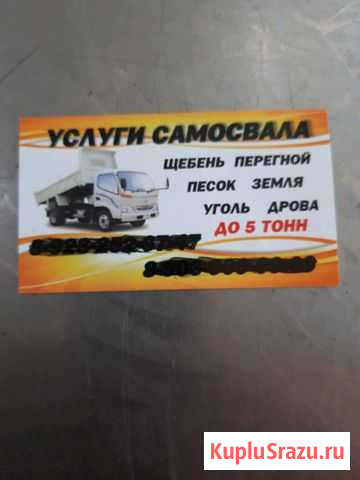 УСЛУГИ САМОСВАЛА
ЩЕБЕНЬ ПЕРЕГНОЙ
ПЕСОК ЗЕМЛЯ
УГОЛЬ ДРОВА
ДО 5 ТОНН
KupluSrazu.ru